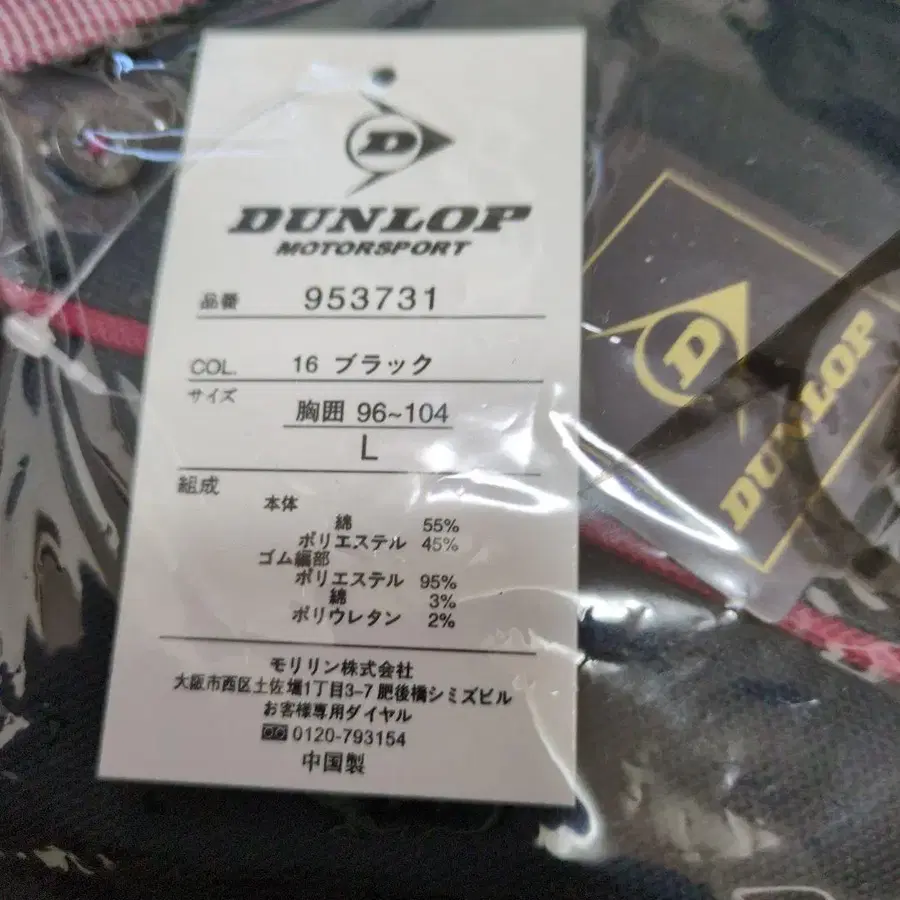 D
DUNLOP
MOTORSPORT
品番 953731
COL. 16 ブラック
サイズ
胸囲 96~104
L
組成
本体
綿 55%
ポリエステル 45%
ゴム編部
ポリエステル 95%
綿 3%
ポリウレタン 2%
モリリン株式会社
大阪市西区土佐堀1丁目3-7 肥後橋シミズビル
お客様専用ダイヤル
0120-793154
中国製
D
DUNLOP